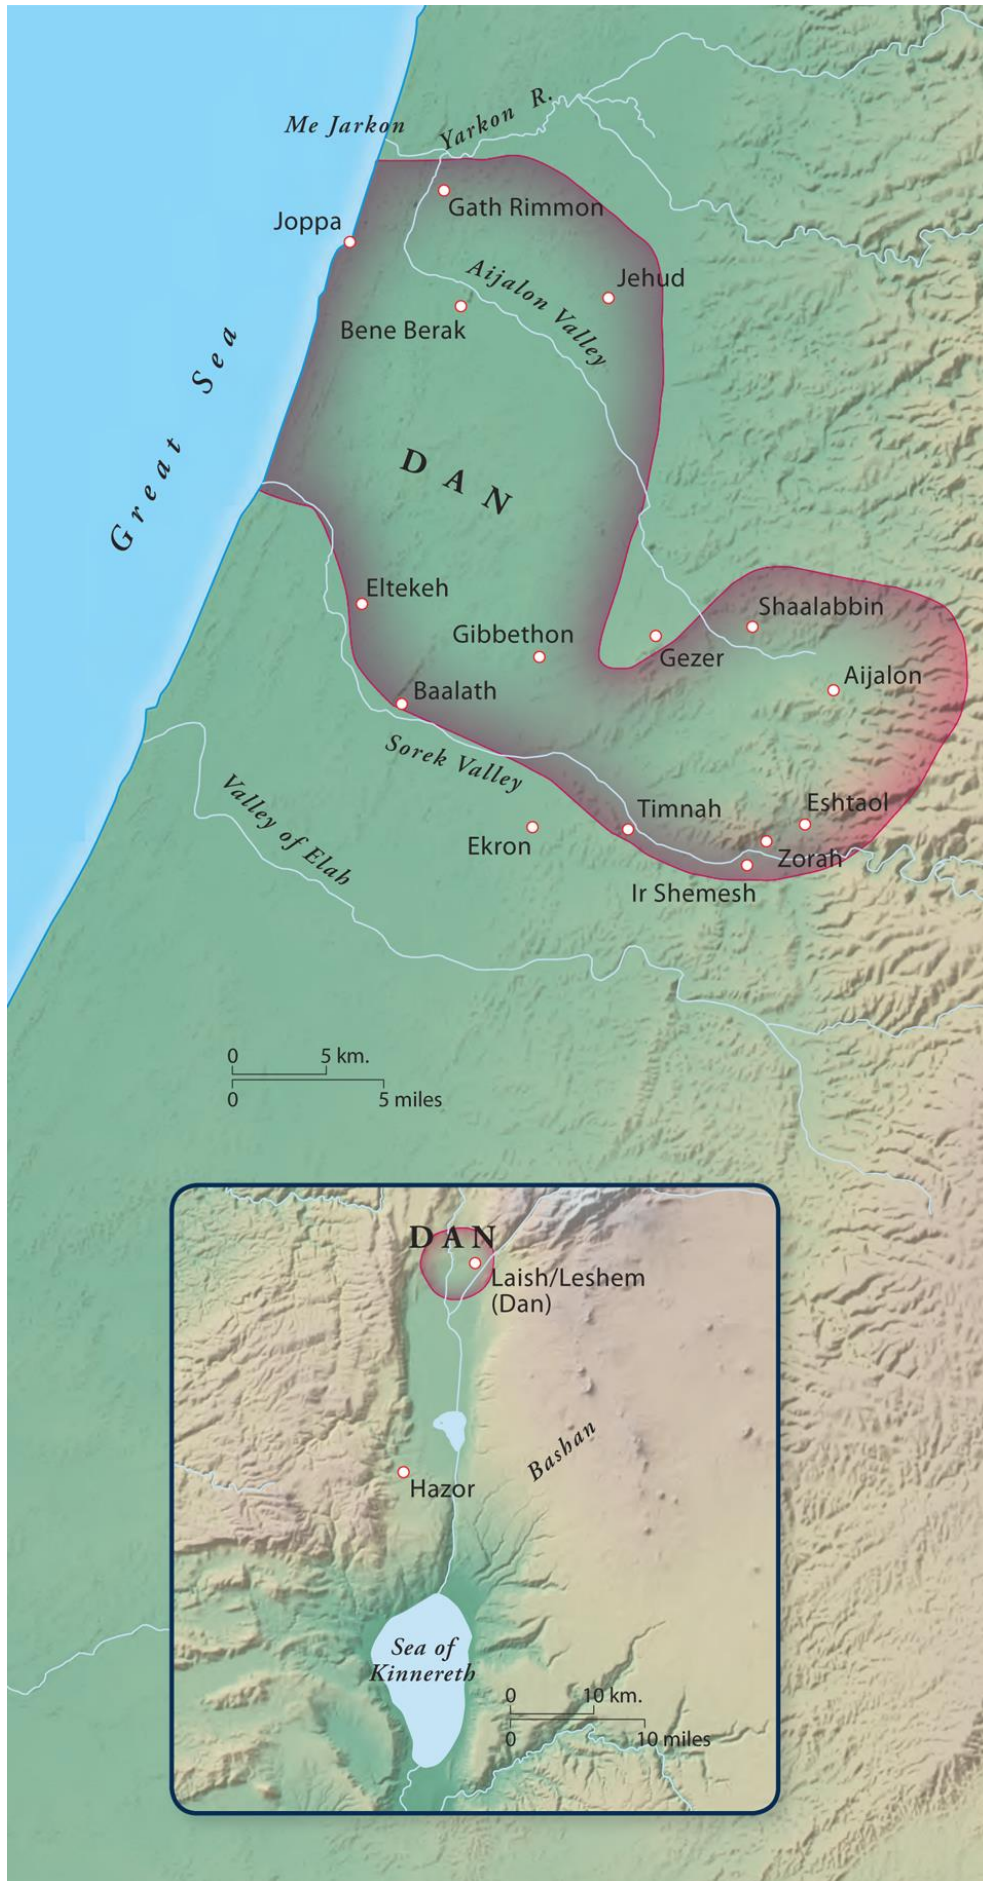 Me Jarkon
Yarkon R.
Gath Rimmon
Joppa
Aijalon Valley
Jehud
Bene Berak
Great Sea
DAN
Eltekeh
Shaalabbin
Gibbethon
Gezer
Aijalon
Baalath
Sorek Valley
Valley of Elah
Timnah
Eshtaol
Ekron
Zorah
Ir Shemesh
0 5 km.
0 5 miles
DAN
Laish/Leshem
(Dan)
Bashan
Hazor
Sea of
Kinnereth
0 10 km.
0 10 miles